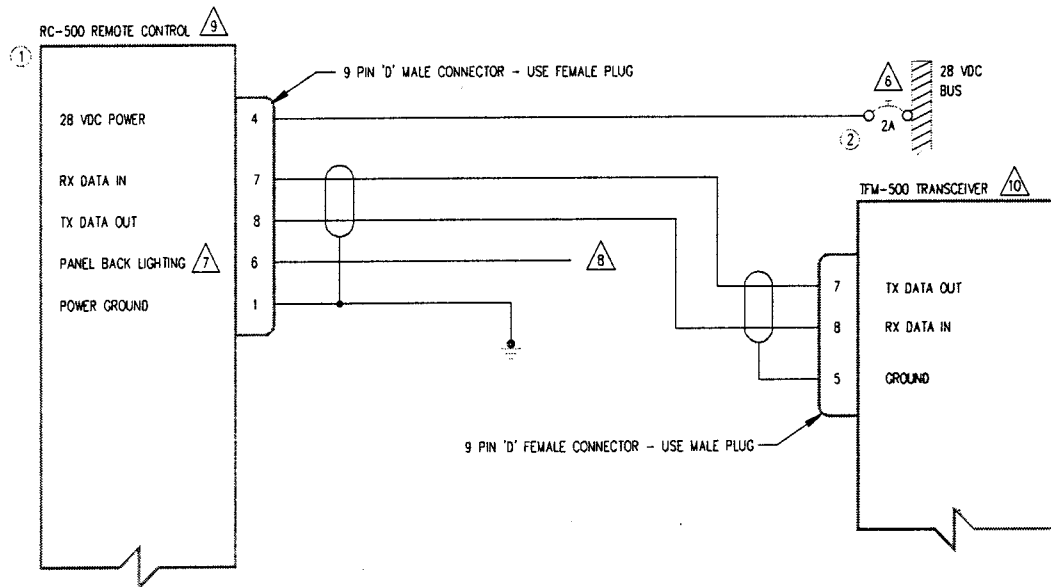 RC-500 REMOTE CONTROL 9
1
9 PIN 'D' MALE CONNECTOR - USE FEMALE PLUG
6
28 VDC
BUS
28 VDC POWER 4
2
2A
RX DATA IN 7
TFM-500 TRANSCEIVER 10
TX DATA OUT 8
PANEL BACK LIGHTING 7 6
8
7 TX DATA OUT
POWER GROUND 1
8 RX DATA IN
5 GROUND
9 PIN 'D' FEMALE CONNECTOR - USE MALE PLUG